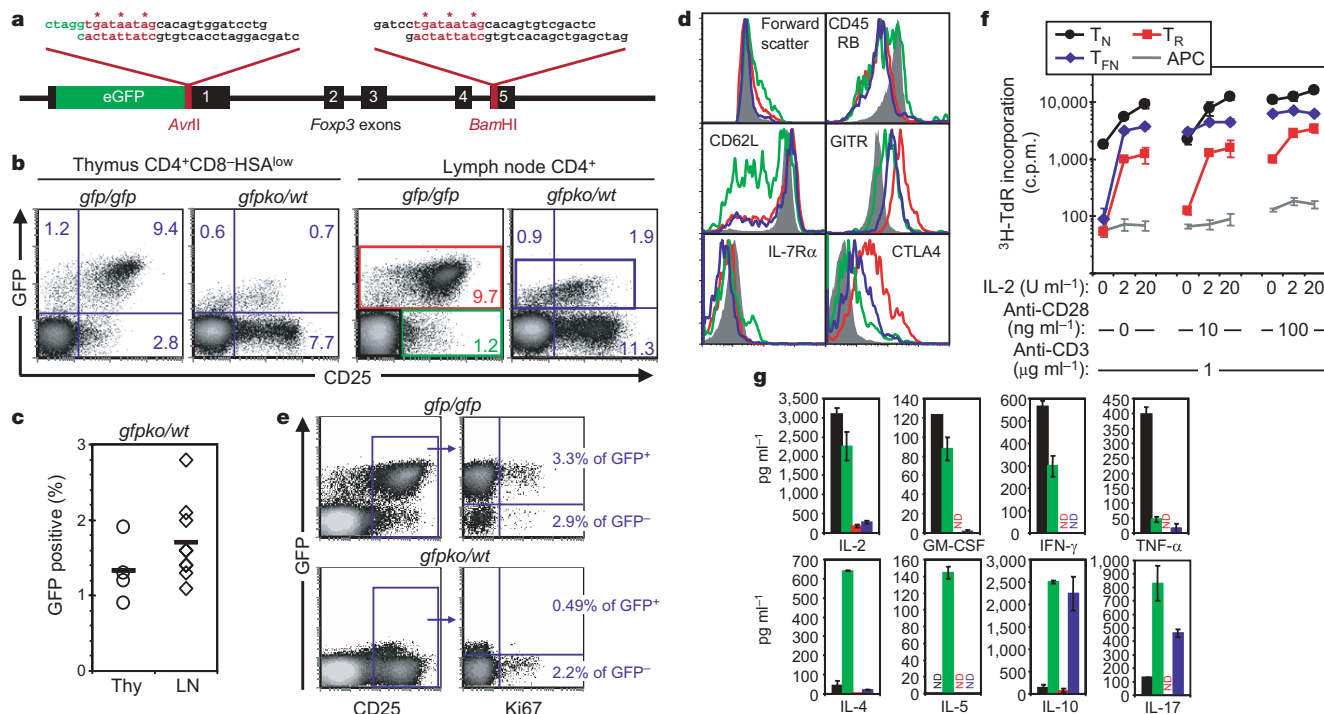 a
* * *
ctaggtgataatagcacagtggatcctg
cactattatcgtgtcacctaggacgatc
* * *
gatcctgataatagcacagtgtcgactc
gactattatcgtgtcacagctgagctag
eGFP 1 2 3 4 5
AvrII Foxp3 exons BamHI
b
Thymus CD4⁺CD8⁻HSAˡᵒʷ Lymph node CD4⁺
gfp/gfp gfpko/wt gfp/gfp gfpko/wt
1.2 9.4 0.6 0.7 0.9 1.9
GFP
2.8 7.7 9.7 1.2 11.3
CD25
c
gfpko/wt
GFP positive (%)
3
2
1
0
Thy LN
d
Forward scatter
CD45 RB
CD62L
GITR
IL-7Rα
CTLA4
e
gfp/gfp
3.3% of GFP⁺
2.9% of GFP⁻
gfpko/wt
0.49% of GFP⁺
2.2% of GFP⁻
GFP
CD25 Ki67
f
T_N T_R
T_FN APC
³H-TdR incorporation
(c.p.m.)
10,000
1,000
100
IL-2 (U ml⁻¹): 0 2 20 0 2 20 0 2 20
Anti-CD28
(ng ml⁻¹): 0 10 100
Anti-CD3
(μg ml⁻¹): 1
g
pg ml⁻¹
3,500
3,000
2,500
2,000
1,500
1,000
500
0
IL-2
140
120
100
80
60
40
20
0
ND
GM-CSF
600
500
400
300
200
100
0
ND ND
IFN-γ
450
400
350
300
250
200
150
100
50
0
ND
TNF-α
pg ml⁻¹
700
600
500
400
300
200
100
0
IL-4
160
140
120
100
80
60
40
20
0
ND ND ND
IL-5
3,000
2,500
2,000
1,500
1,000
500
0
IL-10
1,000
900
800
700
600
500
400
300
200
100
0
ND
IL-17